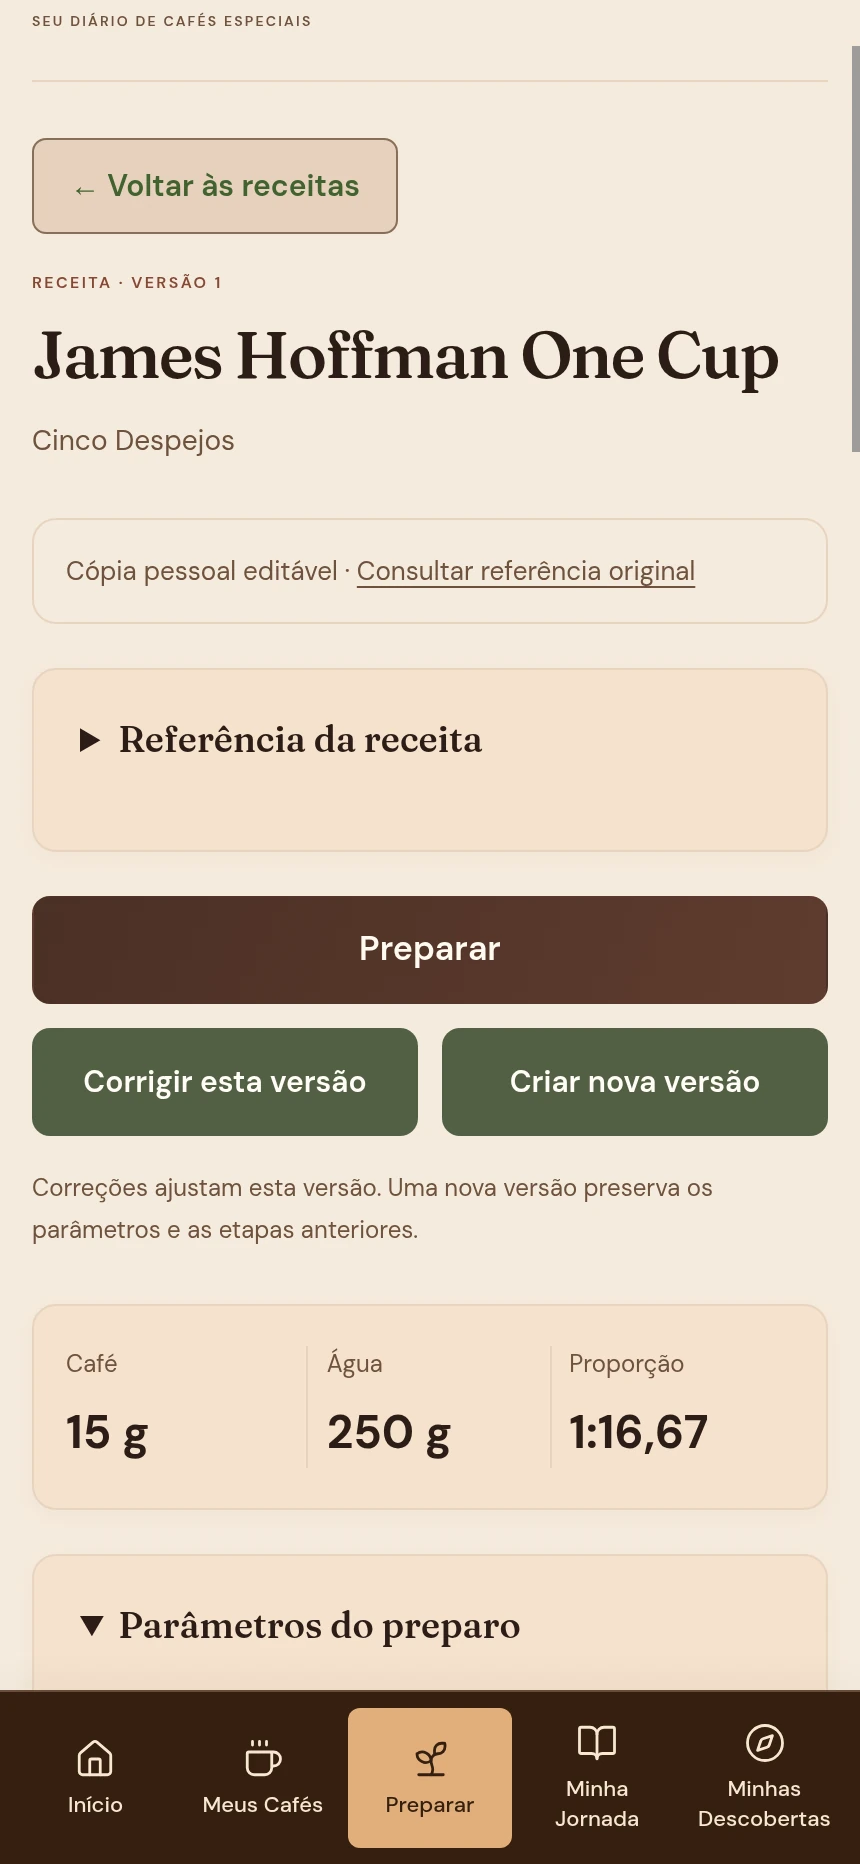 SEU DIÁRIO DE CAFÉS ESPECIAIS
← Voltar às receitas
RECEITA · VERSÃO 1
James Hoffman One Cup
Cinco Despejos
Cópia pessoal editável · Consultar referência original
▶ Referência da receita
Preparar
Corrigir esta versão
Criar nova versão
Correções ajustam esta versão. Uma nova versão preserva os
parâmetros e as etapas anteriores.
Café
Água
Proporção
15 g
250 g
1:16,67
▼ Parâmetros do preparo
Início
Meus Cafés
Preparar
Minha
Jornada
Minhas
Descobertas